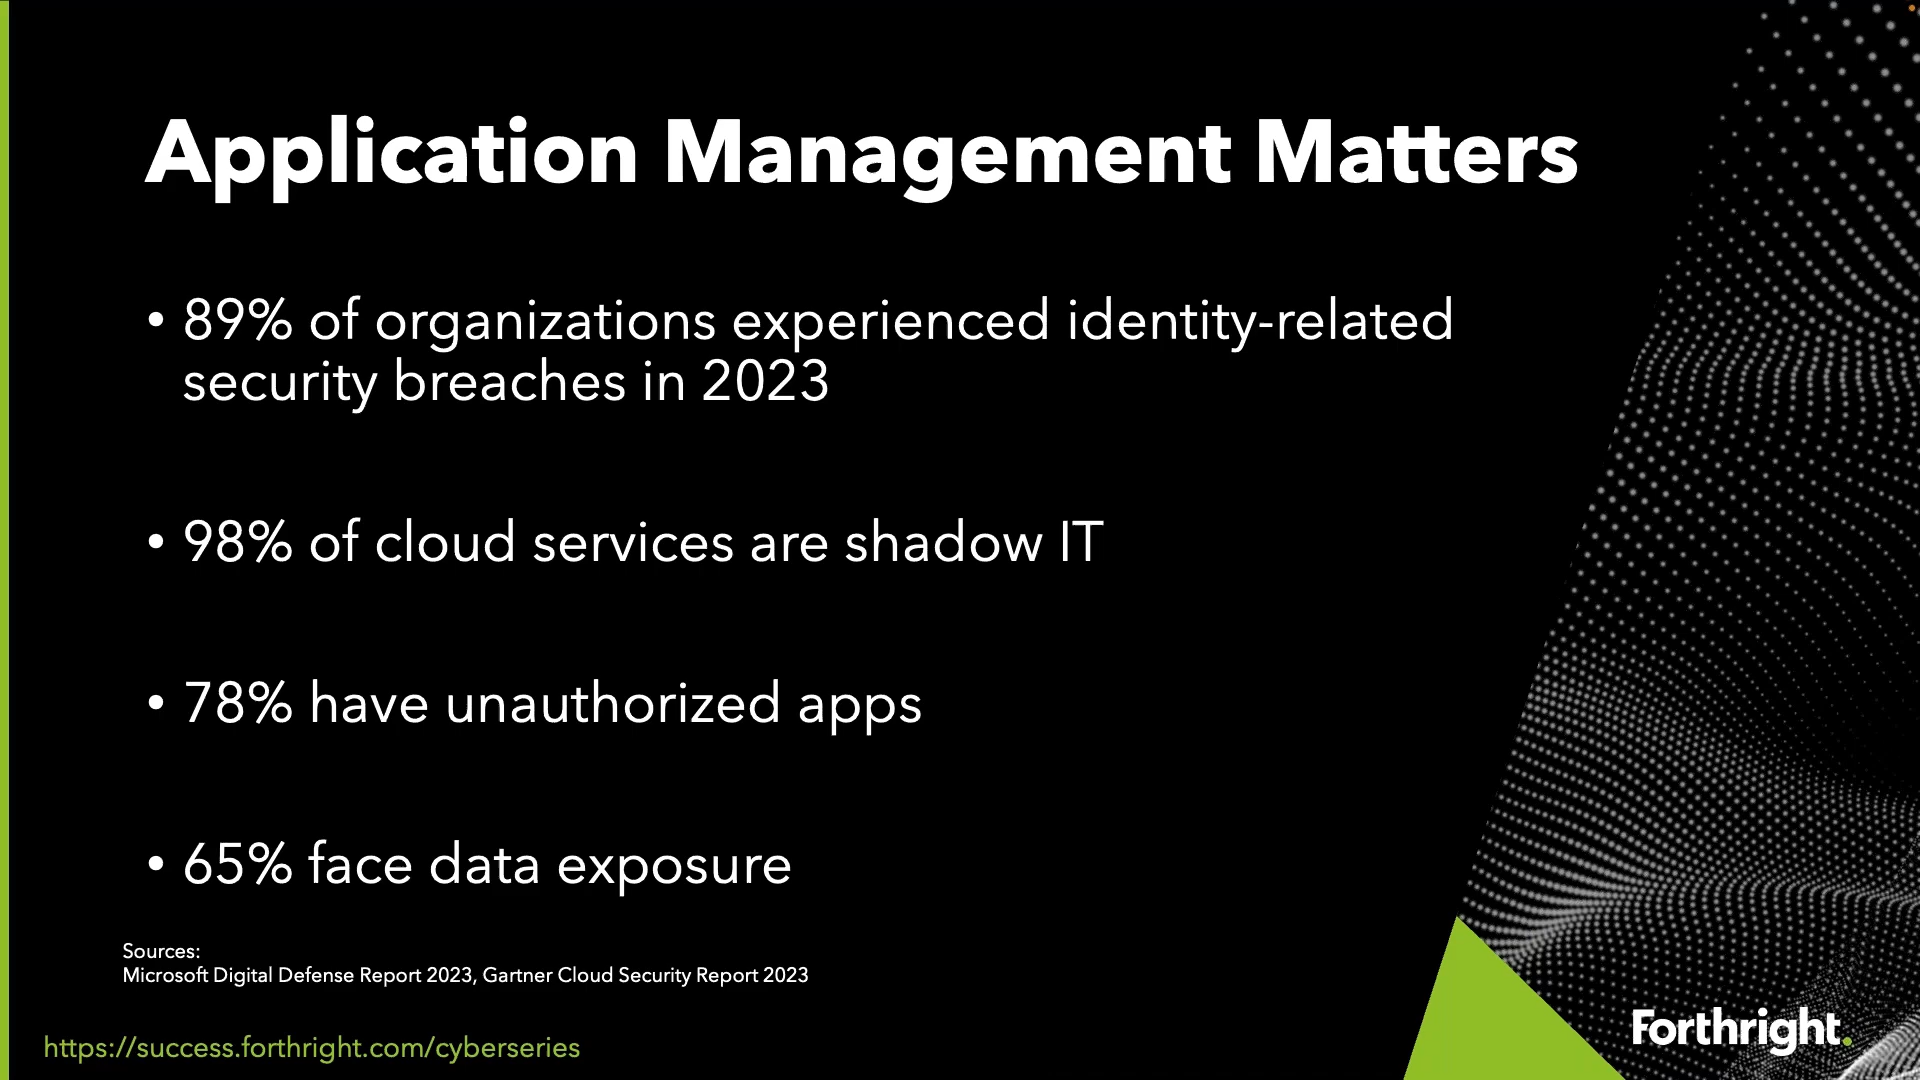 Application Management Matters
• 89% of organizations experienced identity-related
security breaches in 2023
• 98% of cloud services are shadow IT
• 78% have unauthorized apps
• 65% face data exposure
Sources:
Microsoft Digital Defense Report 2023, Gartner Cloud Security Report 2023
https://success.forthright.com/cyberseries
Forthright.